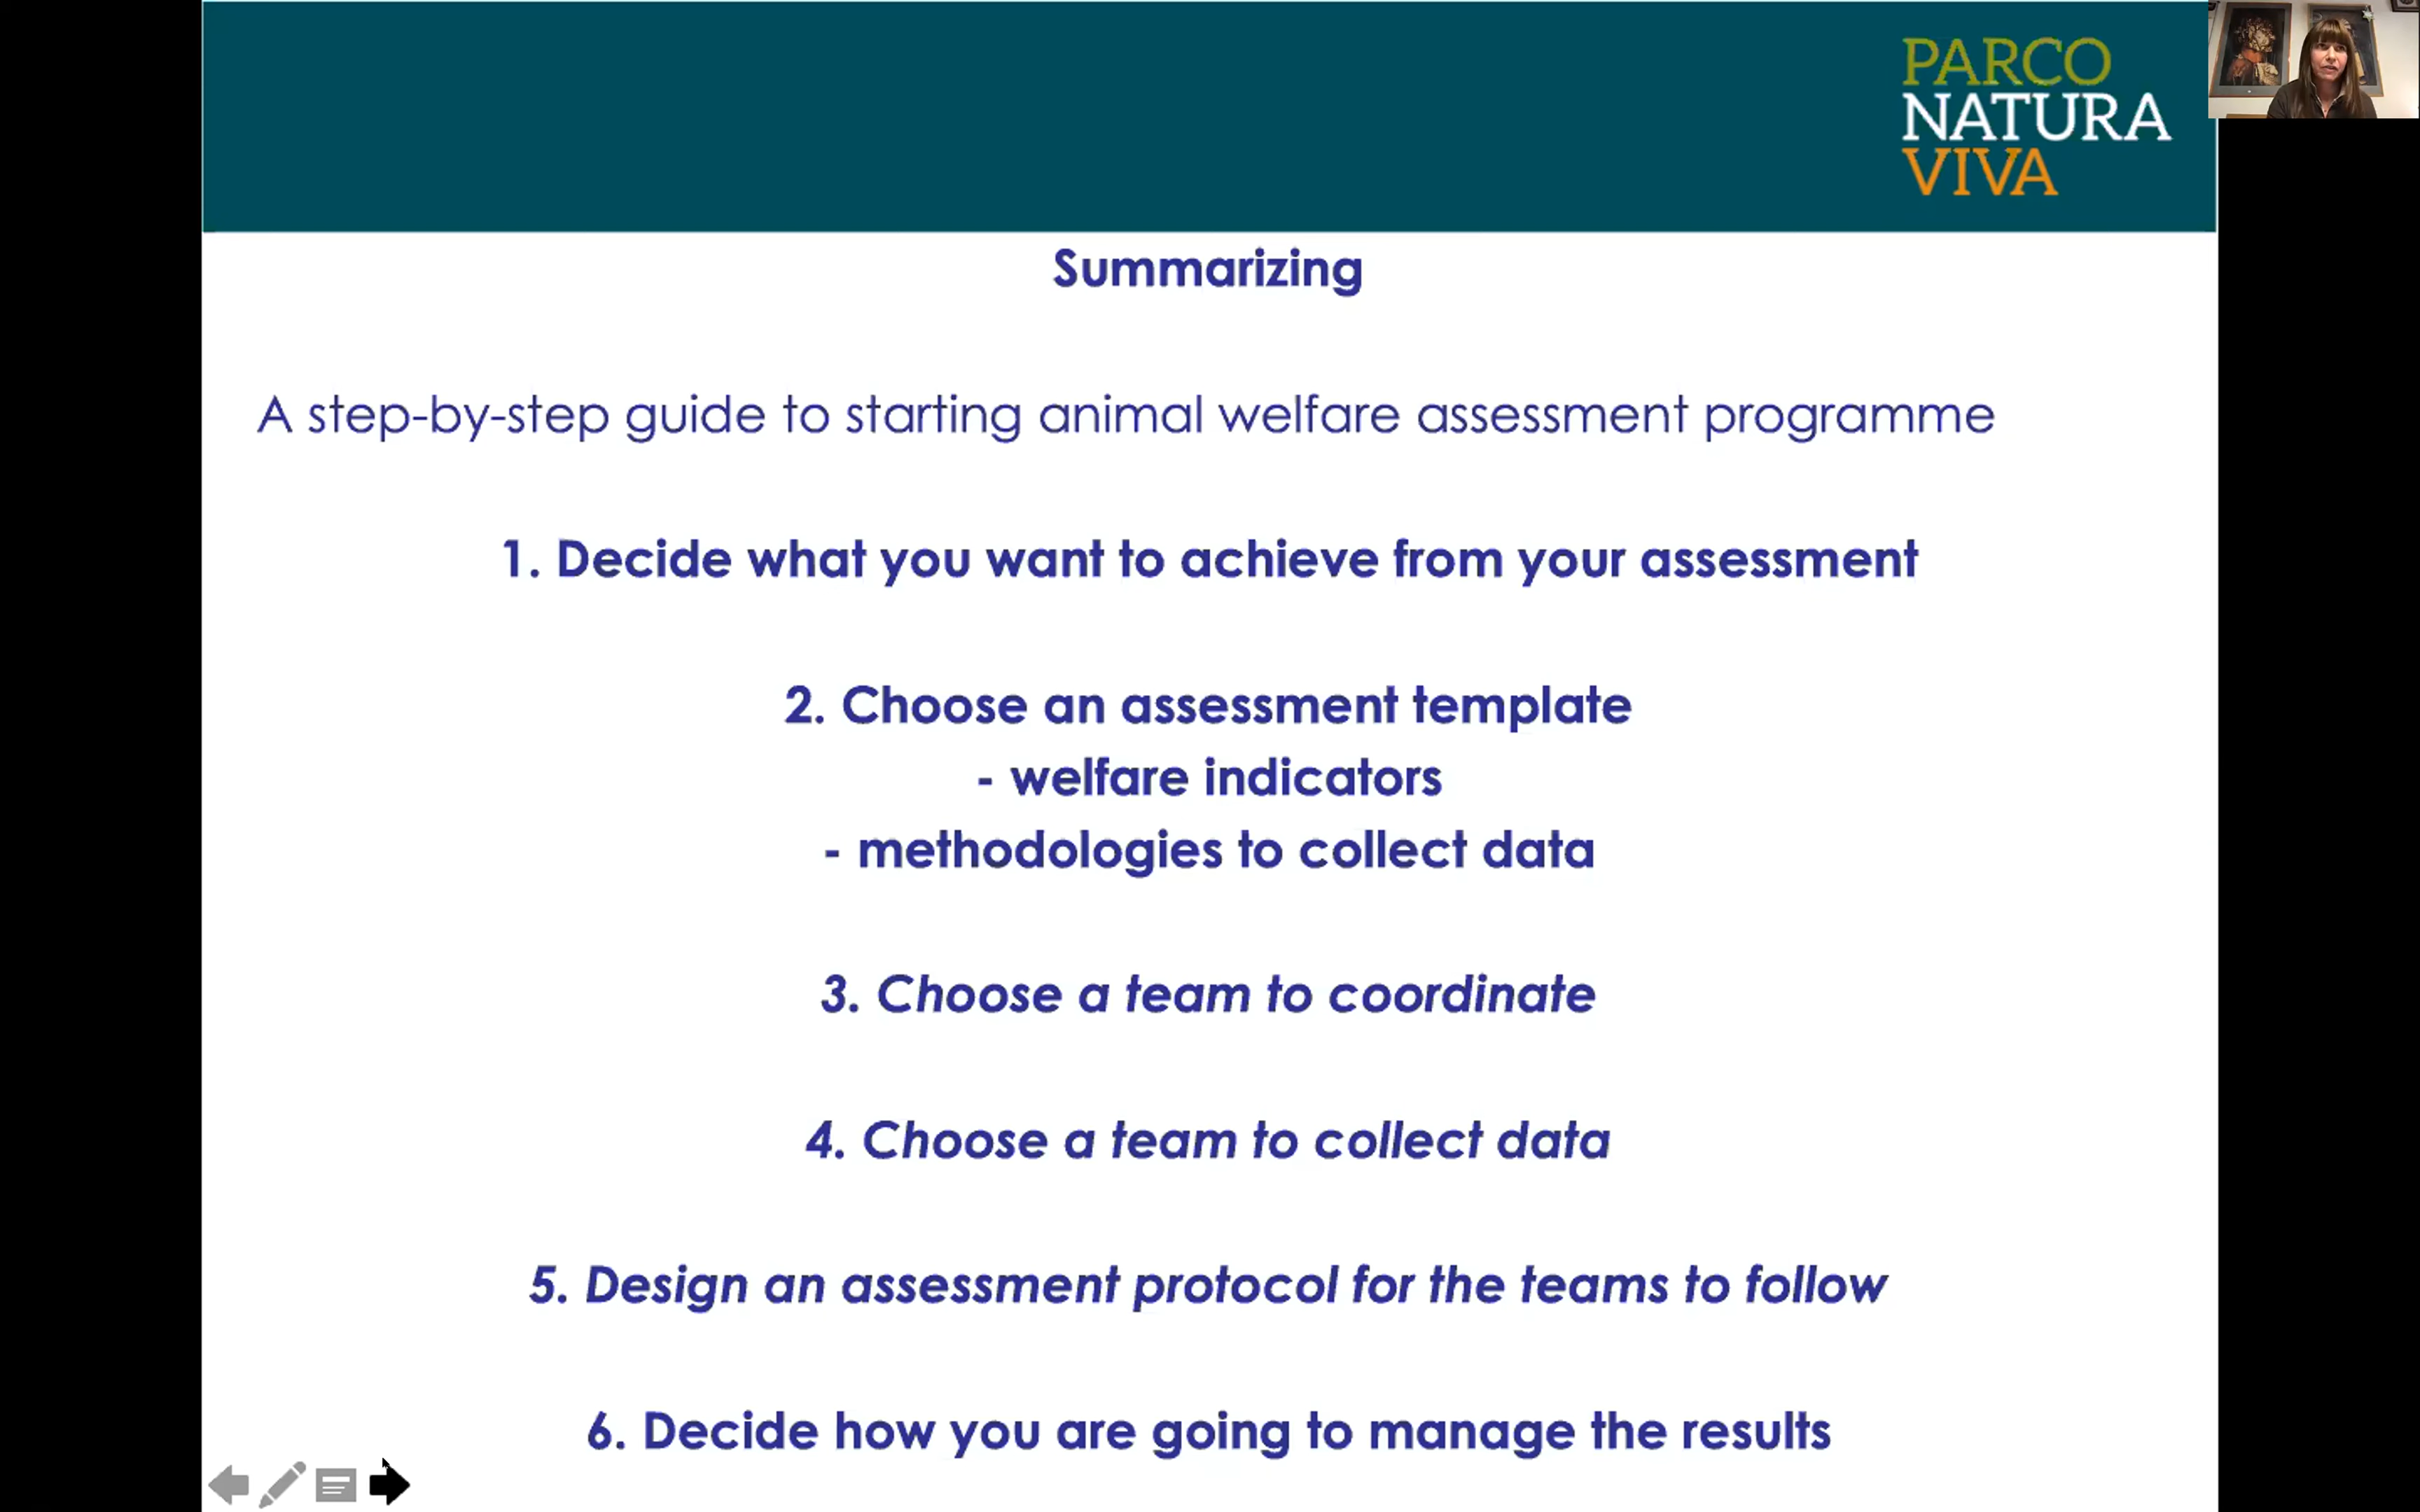 PARCO
NATURA
VIVA
Summarizing
A step-by-step guide to starting animal welfare assessment programme
1. Decide what you want to achieve from your assessment
2. Choose an assessment template
- welfare indicators
- methodologies to collect data
3. Choose a team to coordinate
4. Choose a team to collect data
5. Design an assessment protocol for the teams to follow
6. Decide how you are going to manage the results